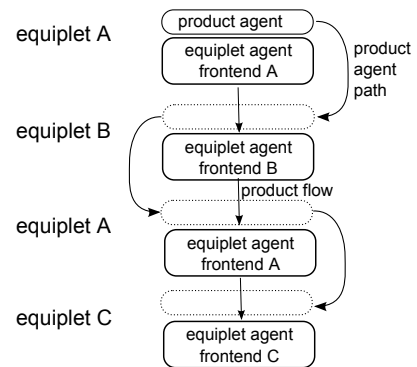 equiplet A
product agent
equiplet agent
frontend A
product
agent
path
equiplet B
equiplet agent
frontend B
product flow
equiplet A
equiplet agent
frontend A
equiplet C
equiplet agent
frontend C